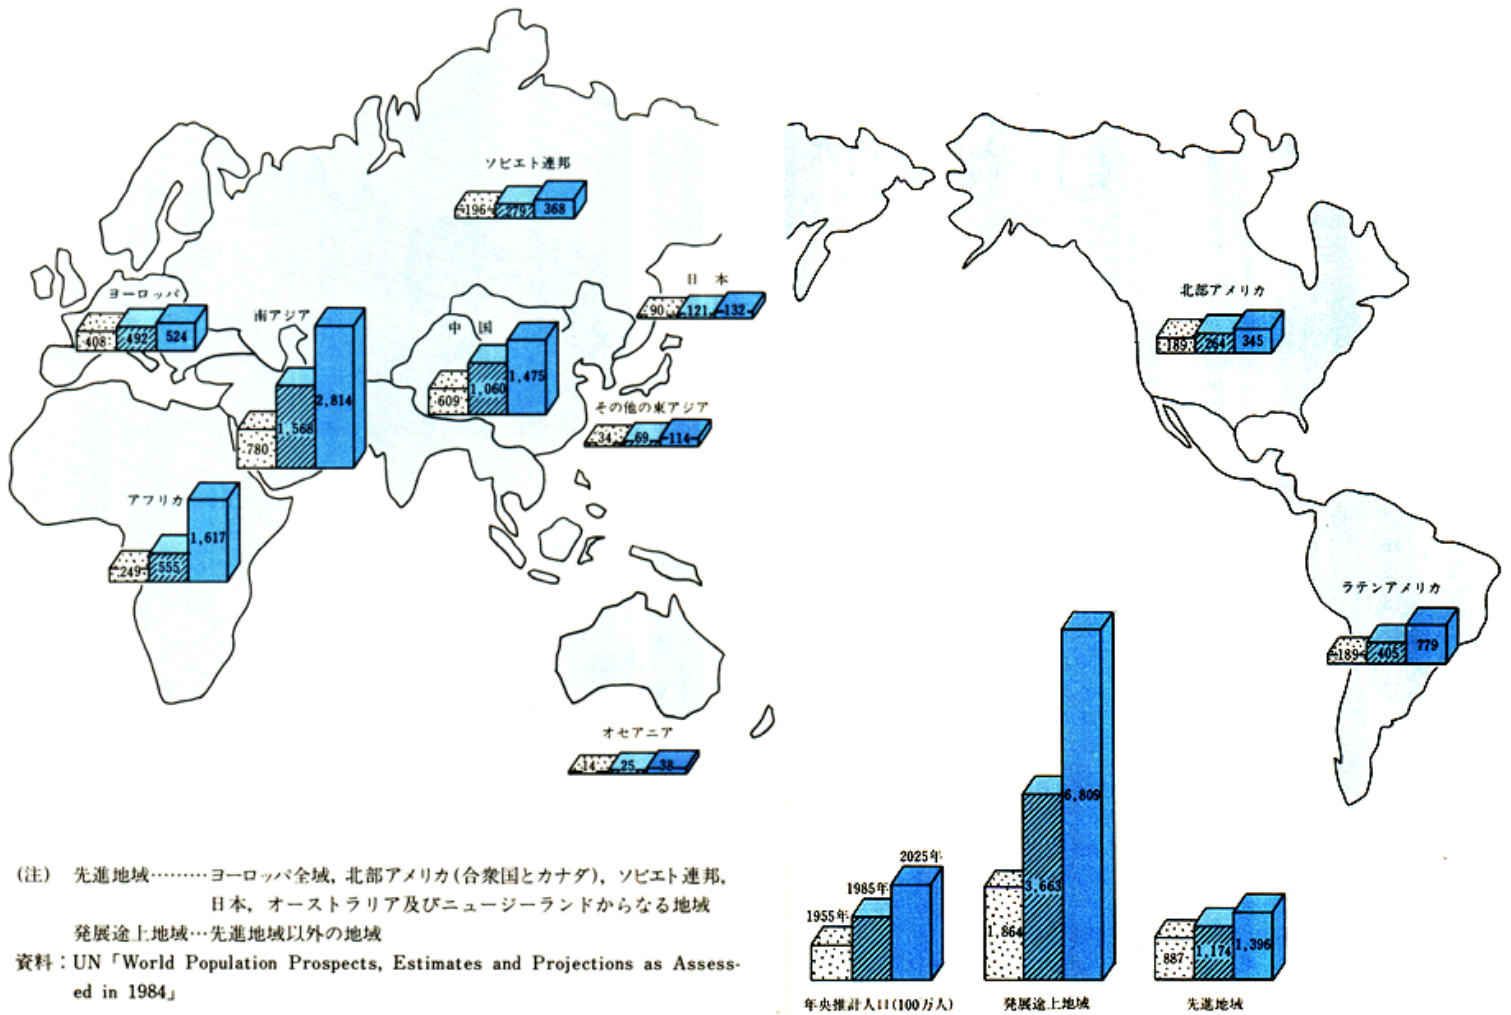 ソビエト連邦
196 279 368
日本
90 121 132
ヨーロッパ
408 492 524
南アジア
780 1,568 2,814
中国
609 1,060 1,475
その他の東アジア
34 69 114
アフリカ
249 555 1,617
オセアニア
14 25 38
北部アメリカ
189 264 345
ラテンアメリカ
189 405 779
1955年 1985年 2025年
年央推計人口(100万人)
1,864 3,663 6,809
発展途上地域
887 1,174 1,396
先進地域
(注) 先進地域………ヨーロッパ全域, 北部アメリカ(合衆国とカナダ), ソビエト連邦,
日本, オーストラリア及びニュージーランドからなる地域
発展途上地域…先進地域以外の地域
資料:UN「World Population Prospects, Estimates and Projections as Assess-
ed in 1984」